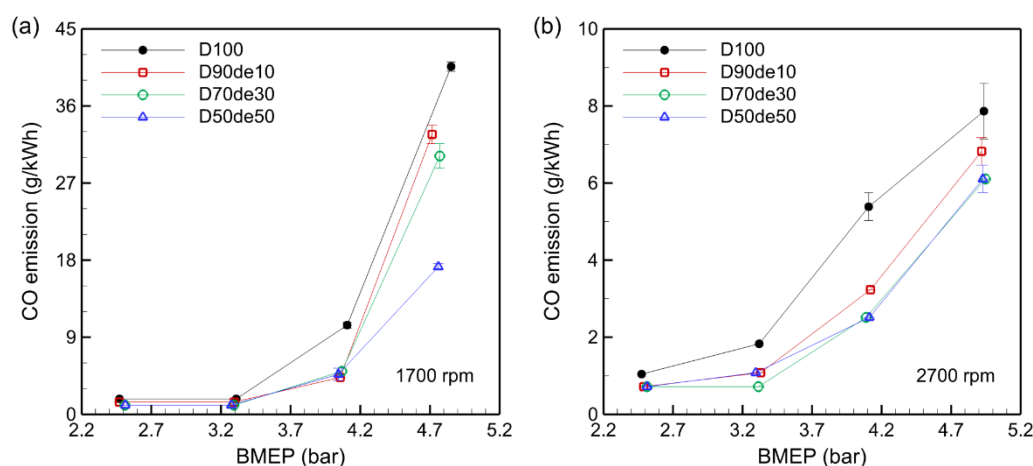 (a)
45
36
27
18
9
0
CO emission (g/kWh)
D100
D90de10
D70de30
D50de50
1700 rpm
2.2 2.7 3.2 3.7 4.2 4.7 5.2
BMEP (bar)
(b)
10
8
6
4
2
0
CO emission (g/kWh)
D100
D90de10
D70de30
D50de50
2700 rpm
2.2 2.7 3.2 3.7 4.2 4.7 5.2
BMEP (bar)